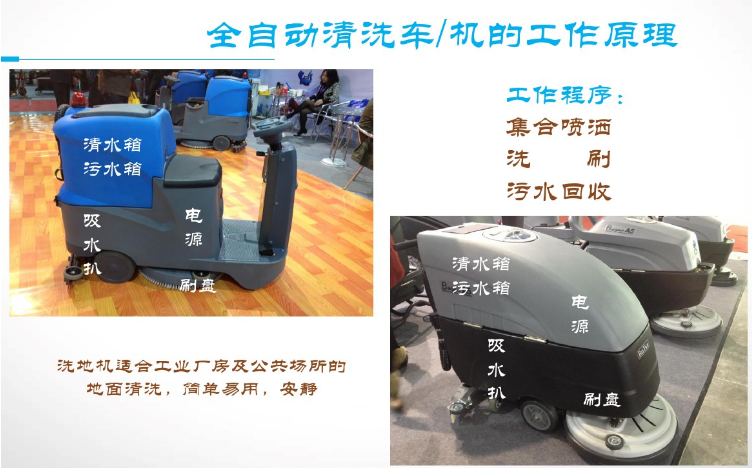 全自动清洗车/机的工作原理
工作程序：
集合喷洒
洗 刷
污水回收
清水箱
污水箱
吸水扒
电源
刷盘
清水箱
污水箱
电源
吸水扒
刷盘
洗地机适合工业厂房及公共场所的
地面清洗，简单易用，安静